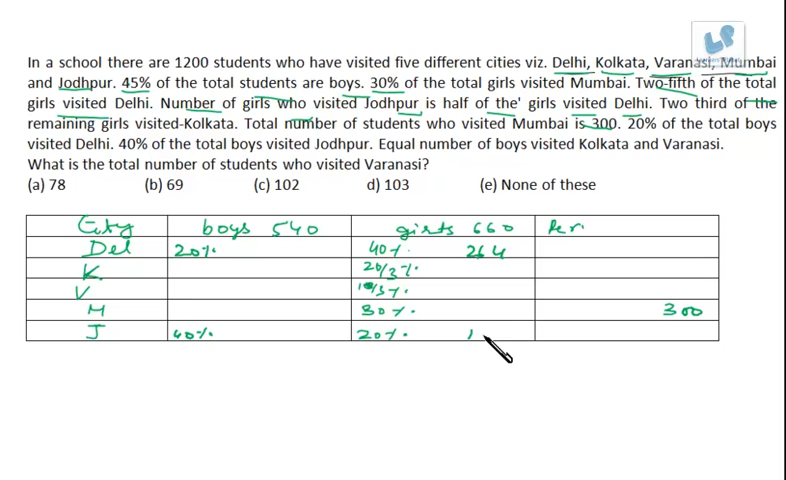 LP
In a school there are 1200 students who have visited five different cities viz. Delhi, Kolkata, Varanasi, Mumbai
and Jodhpur. 45% of the total students are boys. 30% of the total girls visited Mumbai. Two-fifth of the total
girls visited Delhi. Number of girls who visited Jodhpur is half of the' girls visited Delhi. Two third of the
remaining girls visited-Kolkata. Total number of students who visited Mumbai is 300. 20% of the total boys
visited Delhi. 40% of the total boys visited Jodhpur. Equal number of boys visited Kolkata and Varanasi.
What is the total number of students who visited Varanasi?
(a) 78 (b) 69 (c) 102 d) 103 (e) None of these
City boys 540 girls 660 Per.
Del 20% 40% 264
K 20/3%
V 10/3%
M 30% 300
J 40% 20% 1